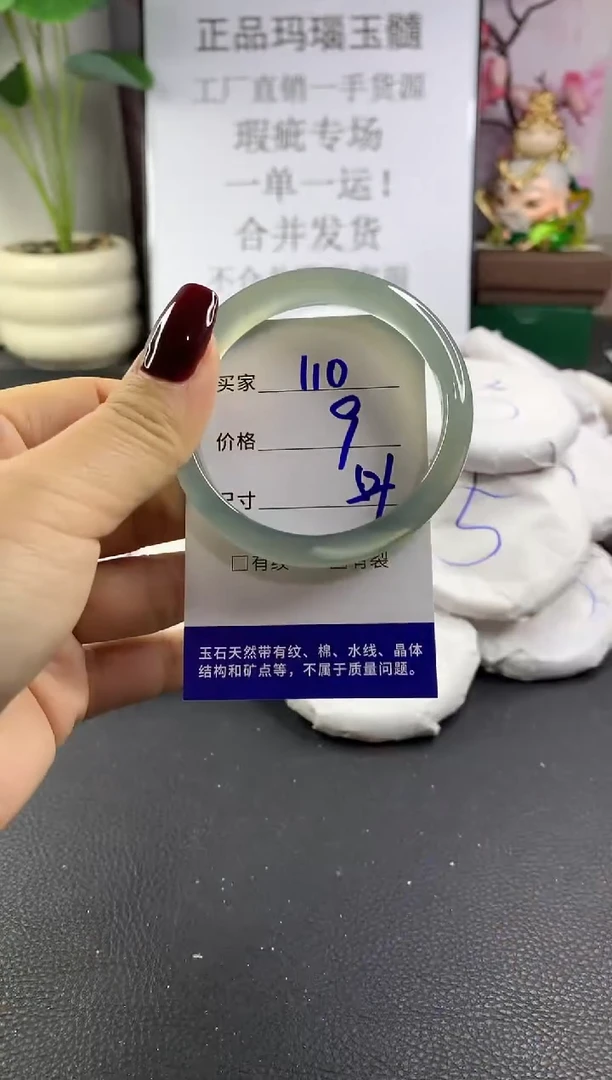 正品玛瑙玉髓
工厂直销一手货源
瑕疵专场
一单一运！
合并发货
买家 110
价格 9
尺寸 54
□有纹 □有裂
玉石天然带有纹、棉、水线、晶体
结构和矿点等，不属于质量问题。
5